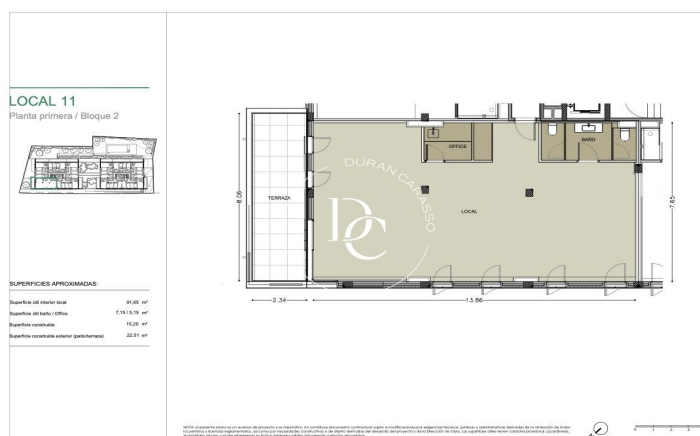 LOCAL 11
Planta primera / Bloque 2
SUPERFICIES APROXIMADAS:
Superficie útil interior local 91,65 m²
Superficie útil baño / Office 7,15 / 5,15 m²
Superficie construida 15,20 m²
Superficie construida exterior (patio/terraza) 22.51 m²
OFFICE
BAÑO
DURAN CARASSO
DC
TERRAZA
LOCAL
8.06
7.65
2.34
13.86